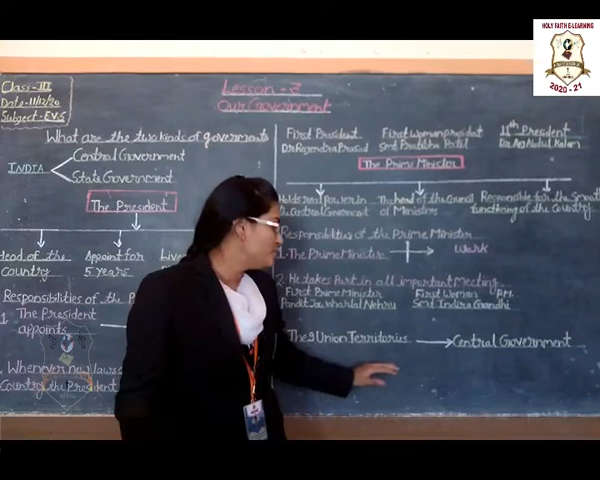 HOLY FAITH E-LEARNING
2020-21
Class-III
Date-11/12/20
Subject-E.V.S
Lesson-8
Our Government
What are the two kinds of governments
INDIA
Central Government
State Government
The President
Head of the country
Appoint for 5 years
Live
Responsibilities of the P
1 The President appoints
Whenever new laws
Country, the President
First President
Dr Rajendra Prasad
First woman president
Smt Pratibha Patil
11th President
Dr. APJ Abdul Kalam
The Prime Minister
Holds real power in Central Government
The head of the Council of Ministers
Responsible for the smooth functioning of the Country
Responsibilities of the Prime Minister
1. The Prime Minister
Work
2. He takes Part in all important Meeting
First Prime Minister
Pandit Jawaharlal Nehru
First Woman P.M.
Smt Indira Gandhi
The 9 Union Territories
Central Government